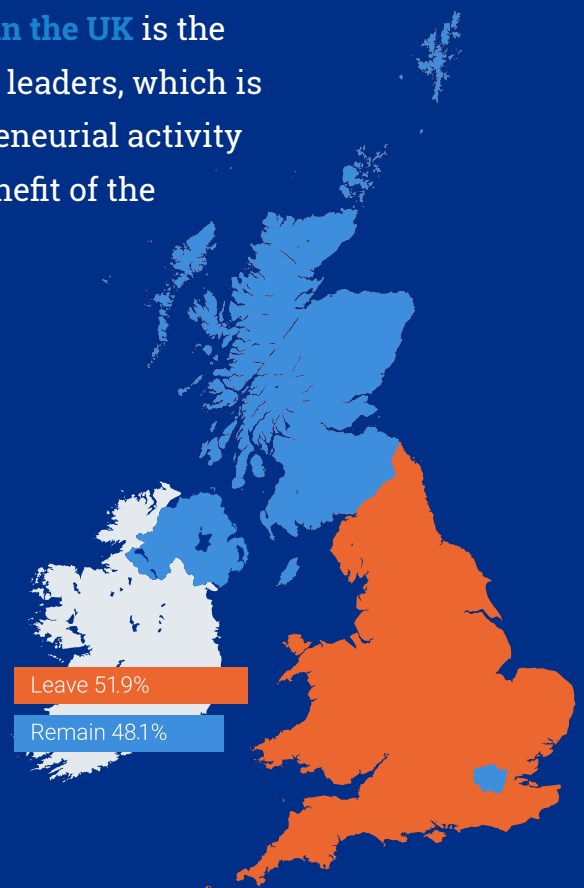 n the UK is the
leaders, which is
eneurial activity
nefit of the
Leave 51.9%
Remain 48.1%